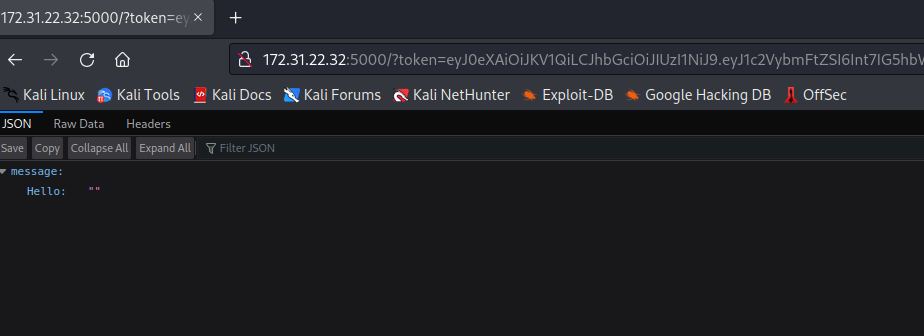 172.31.22.32:5000/?token=ey
172.31.22.32:5000/?token=eyJ0eXAiOiJKV1QiLCJhbGciOiJIUzI1NiJ9.eyJ1c2VybmFtZSI6Int7IG5hbW
Kali Linux Kali Tools Kali Docs Kali Forums Kali NetHunter Exploit-DB Google Hacking DB OffSec
JSON Raw Data Headers
Save Copy Collapse All Expand All Filter JSON
message:
Hello: ""